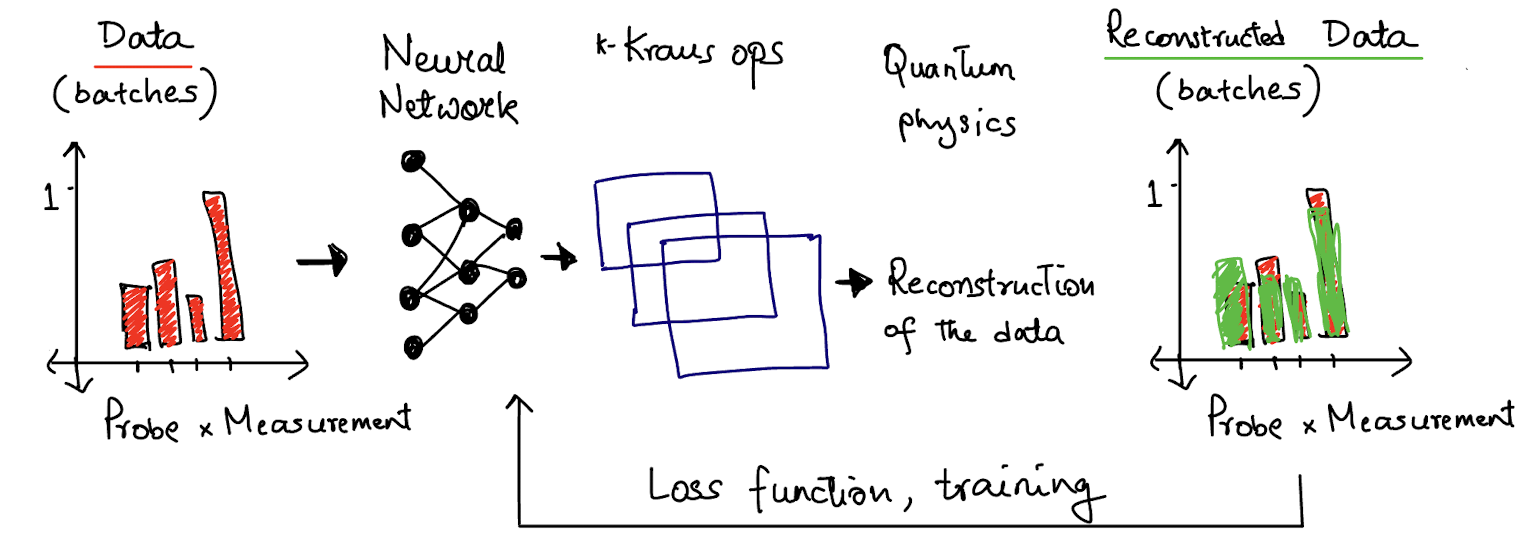 Data
(batches)
Neural
Network
k-Kraus ops
Quantum
physics
Reconstructed Data
(batches)
1
1
Reconstruction
of the data
Probe x Measurement
Probe x Measurement
Loss function, training